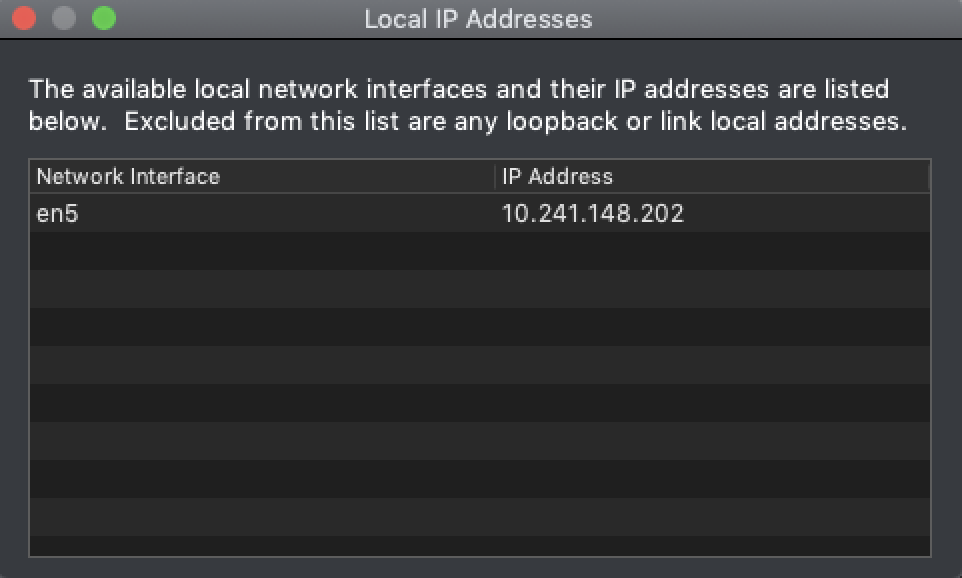 Local IP Addresses
The available local network interfaces and their IP addresses are listed
below.  Excluded from this list are any loopback or link local addresses.
Network Interface IP Address
en5 10.241.148.202